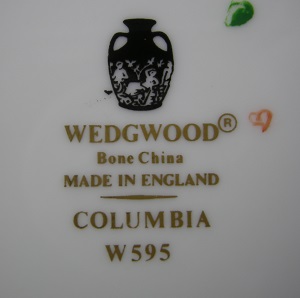 WEDGWOOD®
Bone China
MADE IN ENGLAND
COLUMBIA
W595